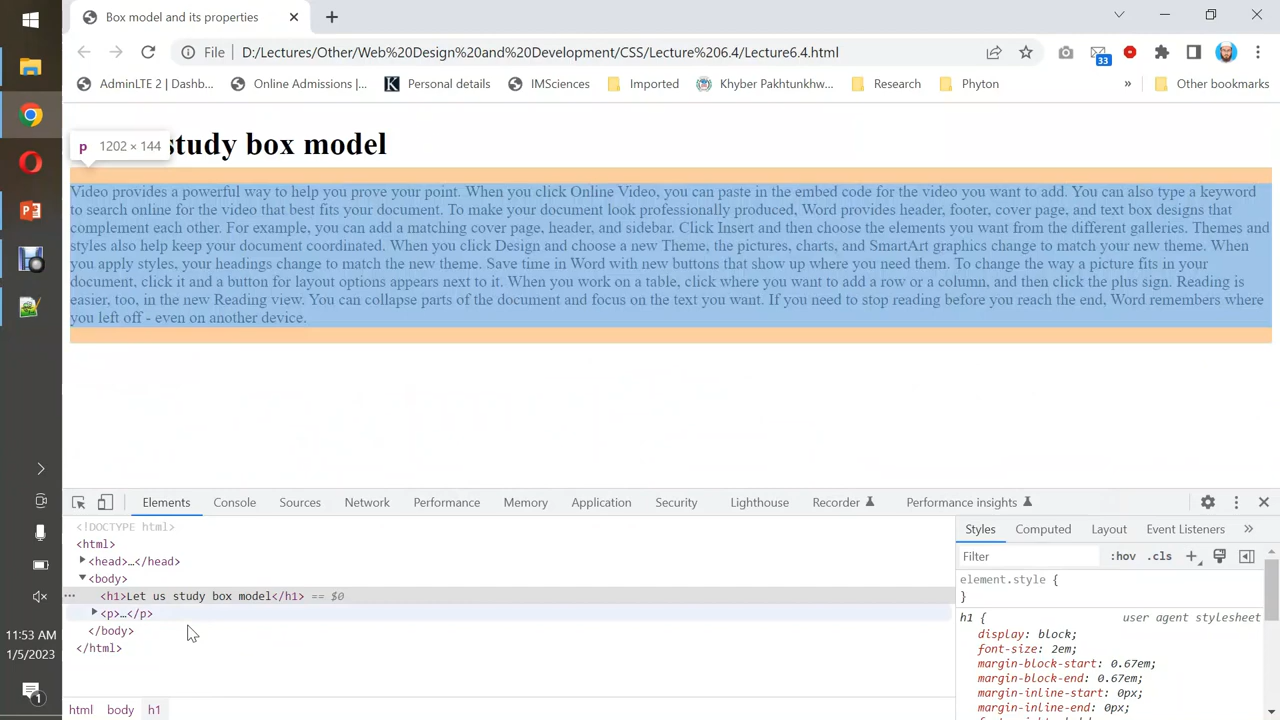 Box model and its properties
File
D:/Lectures/Other/Web%20Design%20and%20Development/CSS/Lecture%206.4/Lecture6.4.html
33
AdminLTE 2 | Dashb...
Online Admissions |...
Personal details
IMSciences
Imported
Khyber Pakhtunkhw...
Research
Phyton
»
Other bookmarks
p 1202 × 144
study box model
Video provides a powerful way to help you prove your point. When you click Online Video, you can paste in the embed code for the video you want to add. You can also type a keyword
to search online for the video that best fits your document. To make your document look professionally produced, Word provides header, footer, cover page, and text box designs that
complement each other. For example, you can add a matching cover page, header, and sidebar. Click Insert and then choose the elements you want from the different galleries. Themes and
styles also help keep your document coordinated. When you click Design and choose a new Theme, the pictures, charts, and SmartArt graphics change to match your new theme. When
you apply styles, your headings change to match the new theme. Save time in Word with new buttons that show up where you need them. To change the way a picture fits in your
document, click it and a button for layout options appears next to it. When you work on a table, click where you want to add a row or a column, and then click the plus sign. Reading is
easier, too, in the new Reading view. You can collapse parts of the document and focus on the text you want. If you need to stop reading before you reach the end, Word remembers where
you left off - even on another device.
Elements
Console
Sources
Network
Performance
Memory
Application
Security
Lighthouse
Recorder
Performance insights
<!DOCTYPE html>
<html>
<head>…</head>
<body>
<h1>Let us study box model</h1> == $0
<p>…</p>
</body>
</html>
html
body
h1
Styles
Computed
Layout
Event Listeners
»
Filter
:hov
.cls
element.style {
}
h1 { user agent stylesheet
display: block;
font-size: 2em;
margin-block-start: 0.67em;
margin-block-end: 0.67em;
margin-inline-start: 0px;
margin-inline-end: 0px;
11:53 AM
1/5/2023
1